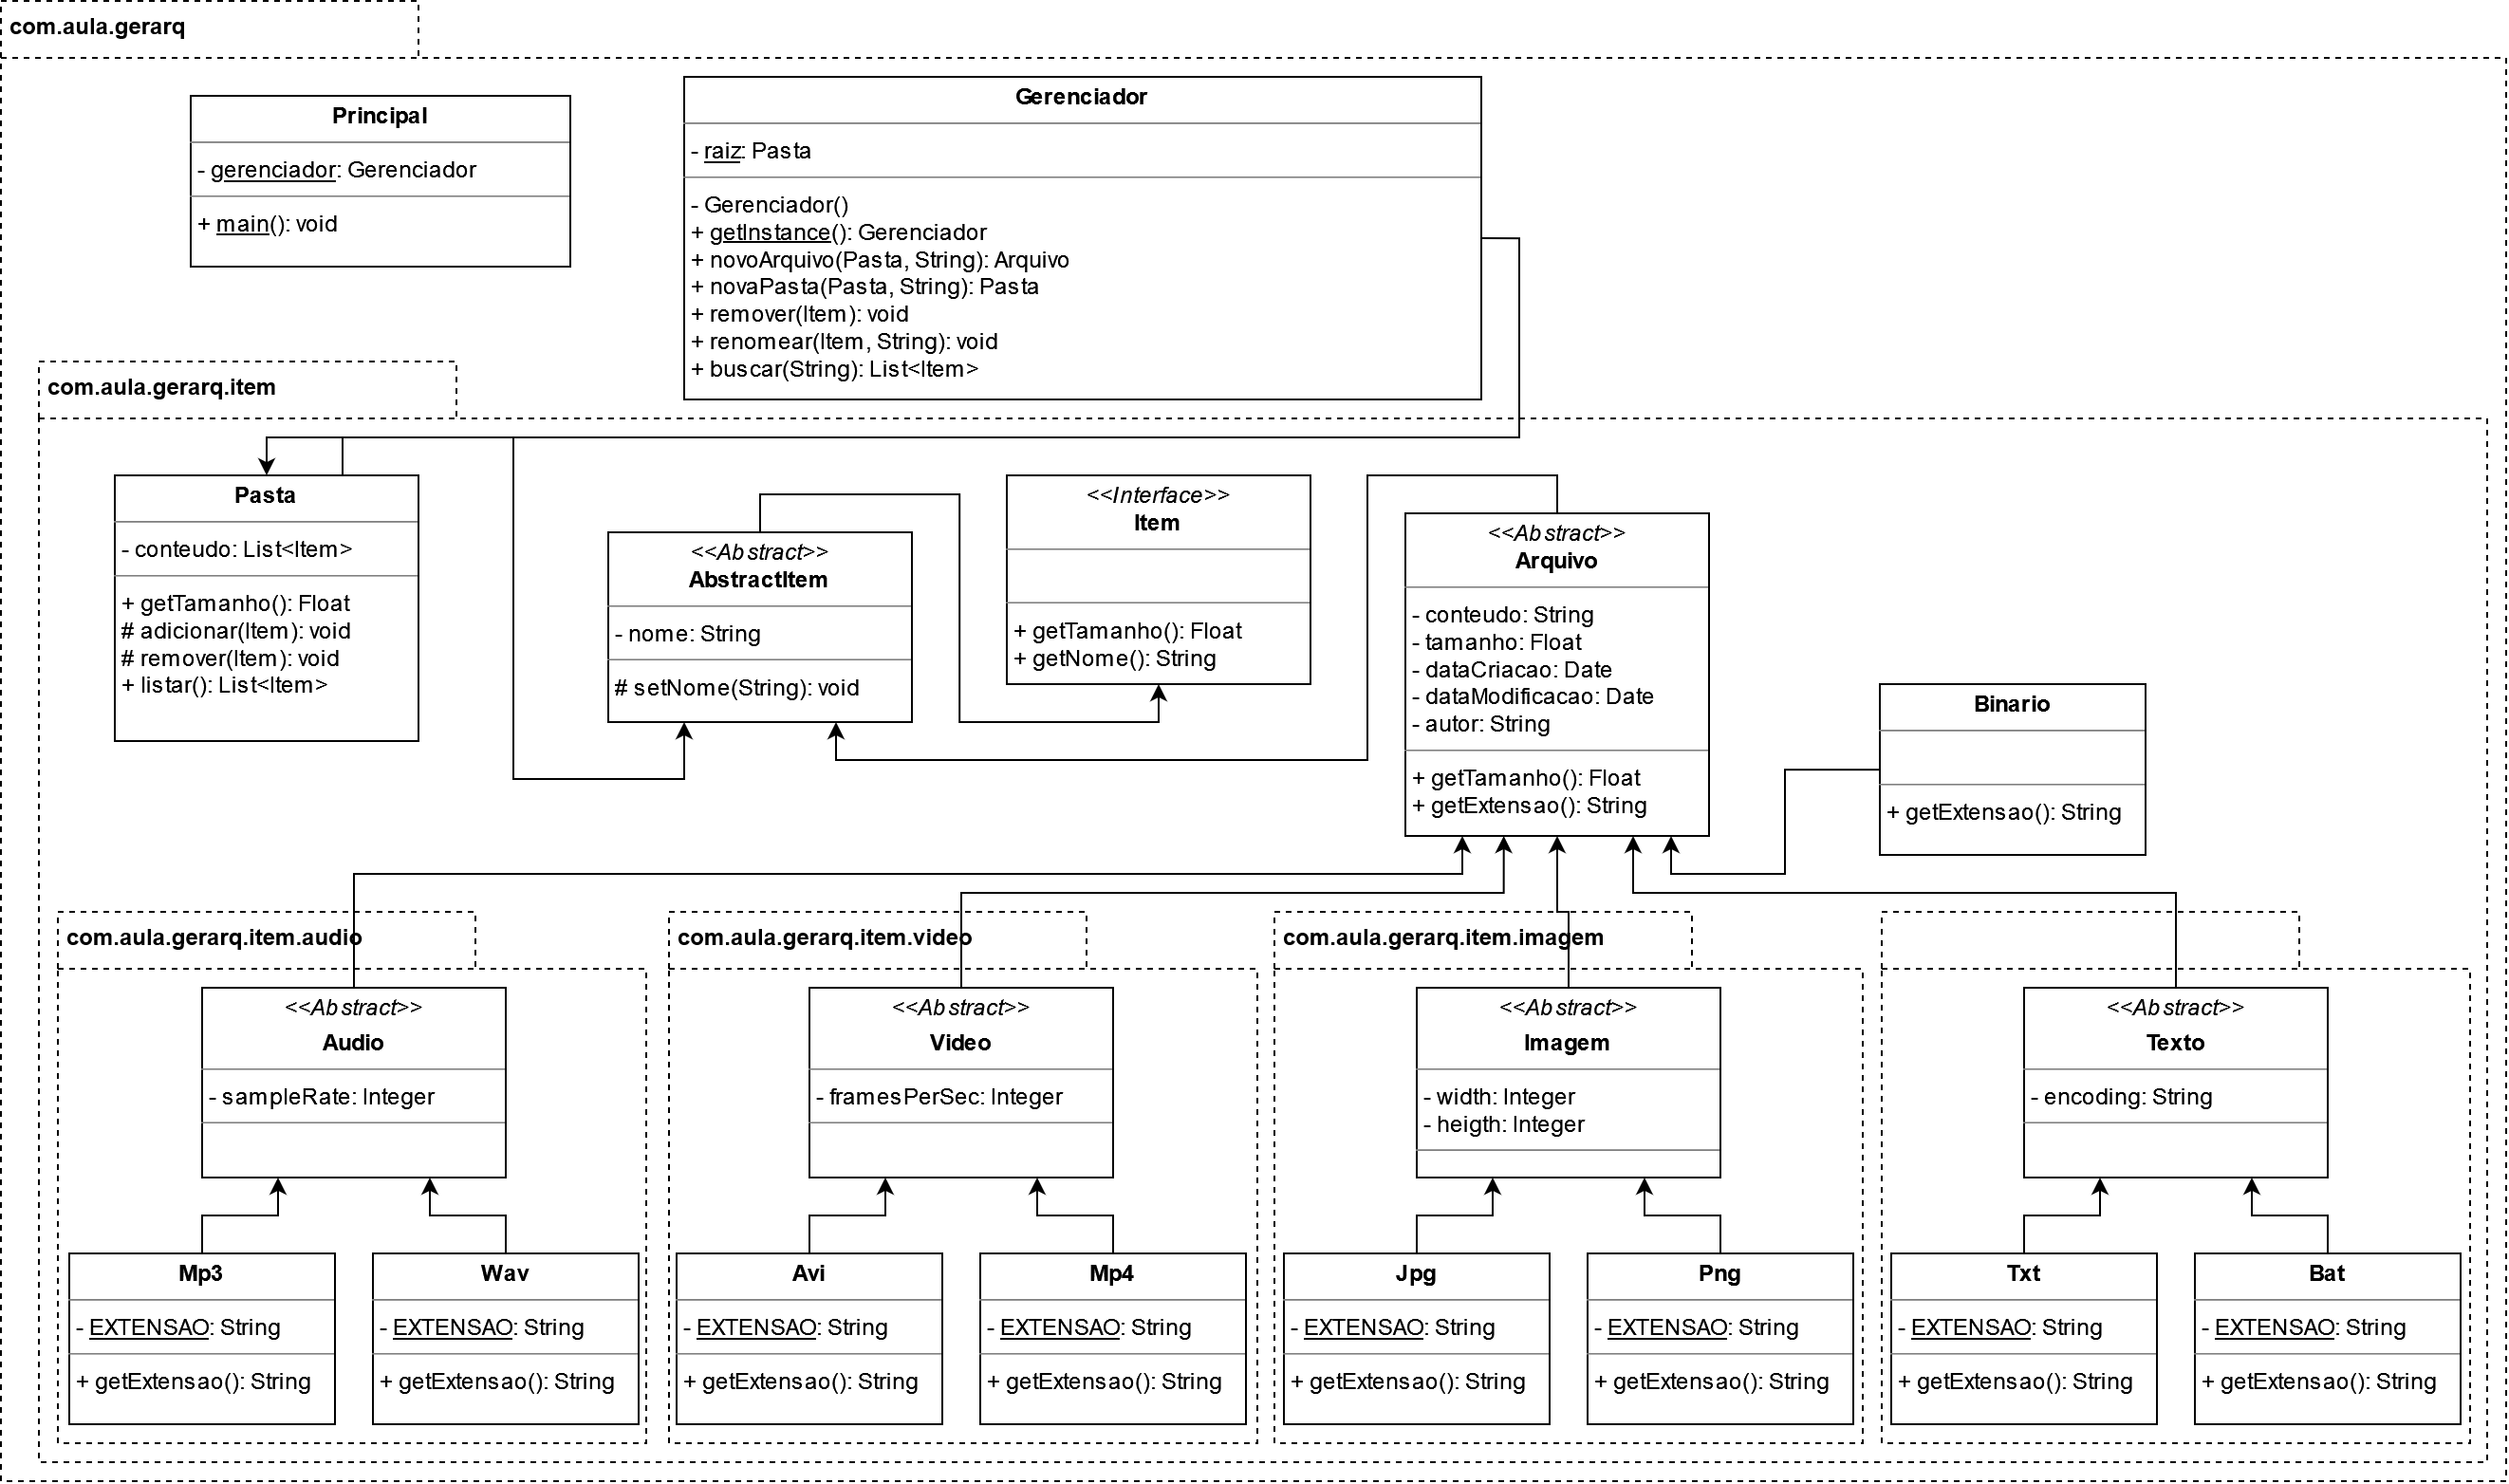 com.aula.gerarq
Principal
- gerenciador: Gerenciador
+ main(): void
Gerenciador
- raiz: Pasta
- Gerenciador()
+ getInstance(): Gerenciador
+ novoArquivo(Pasta, String): Arquivo
+ novaPasta(Pasta, String): Pasta
+ remover(Item): void
+ renomear(Item, String): void
+ buscar(String): List<Item>
com.aula.gerarq.item
Pasta
- conteudo: List<Item>
+ getTamanho(): Float
# adicionar(Item): void
# remover(Item): void
+ listar(): List<Item>
<<Abstract>>
AbstractItem
- nome: String
# setNome(String): void
<<Interface>>
Item
+ getTamanho(): Float
+ getNome(): String
<<Abstract>>
Arquivo
- conteudo: String
- tamanho: Float
- dataCriacao: Date
- dataModificacao: Date
- autor: String
+ getTamanho(): Float
+ getExtensao(): String
Binario
+ getExtensao(): String
com.aula.gerarq.item.audio
<<Abstract>>
Audio
- sampleRate: Integer
Mp3
- EXTENSAO: String
+ getExtensao(): String
Wav
- EXTENSAO: String
+ getExtensao(): String
com.aula.gerarq.item.video
<<Abstract>>
Video
- framesPerSec: Integer
Avi
- EXTENSAO: String
+ getExtensao(): String
Mp4
- EXTENSAO: String
+ getExtensao(): String
com.aula.gerarq.item.imagem
<<Abstract>>
Imagem
- width: Integer
- heigth: Integer
Jpg
- EXTENSAO: String
+ getExtensao(): String
Png
- EXTENSAO: String
+ getExtensao(): String
<<Abstract>>
Texto
- encoding: String
Txt
- EXTENSAO: String
+ getExtensao(): String
Bat
- EXTENSAO: String
+ getExtensao(): String